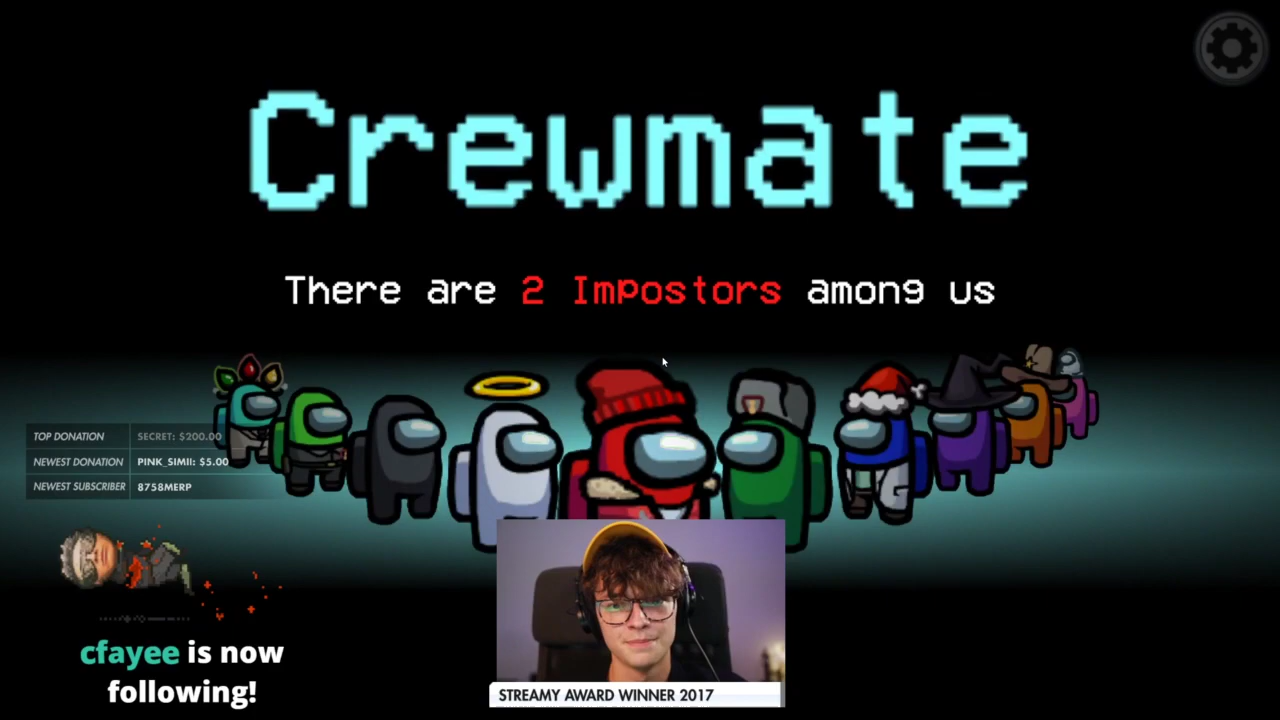 Crewmate
There are 2 Impostors among us
TOP DONATION SECRET: $200.00
NEWEST DONATION PINK_SIMII: $5.00
NEWEST SUBSCRIBER 8758MERP
cfayee is now
following!
STREAMY AWARD WINNER 2017